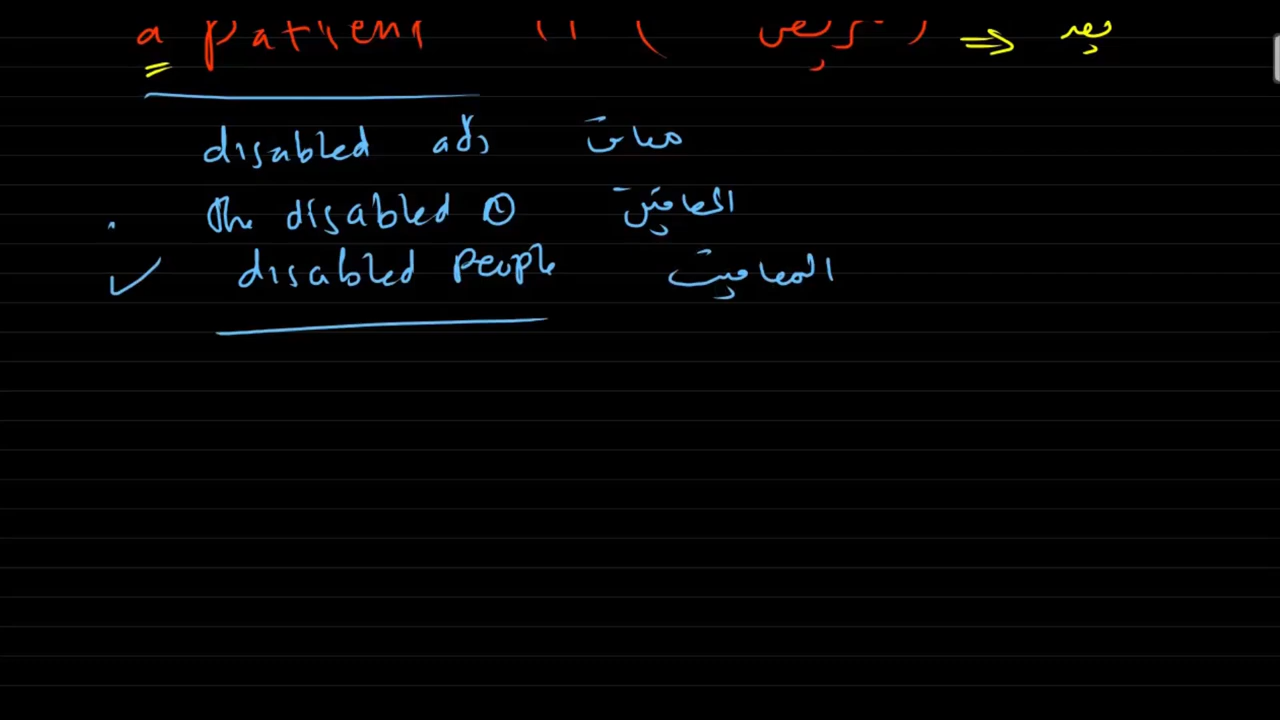 a patient
disabled adj معاق
the disabled المعاقين
disabled people المعاقين